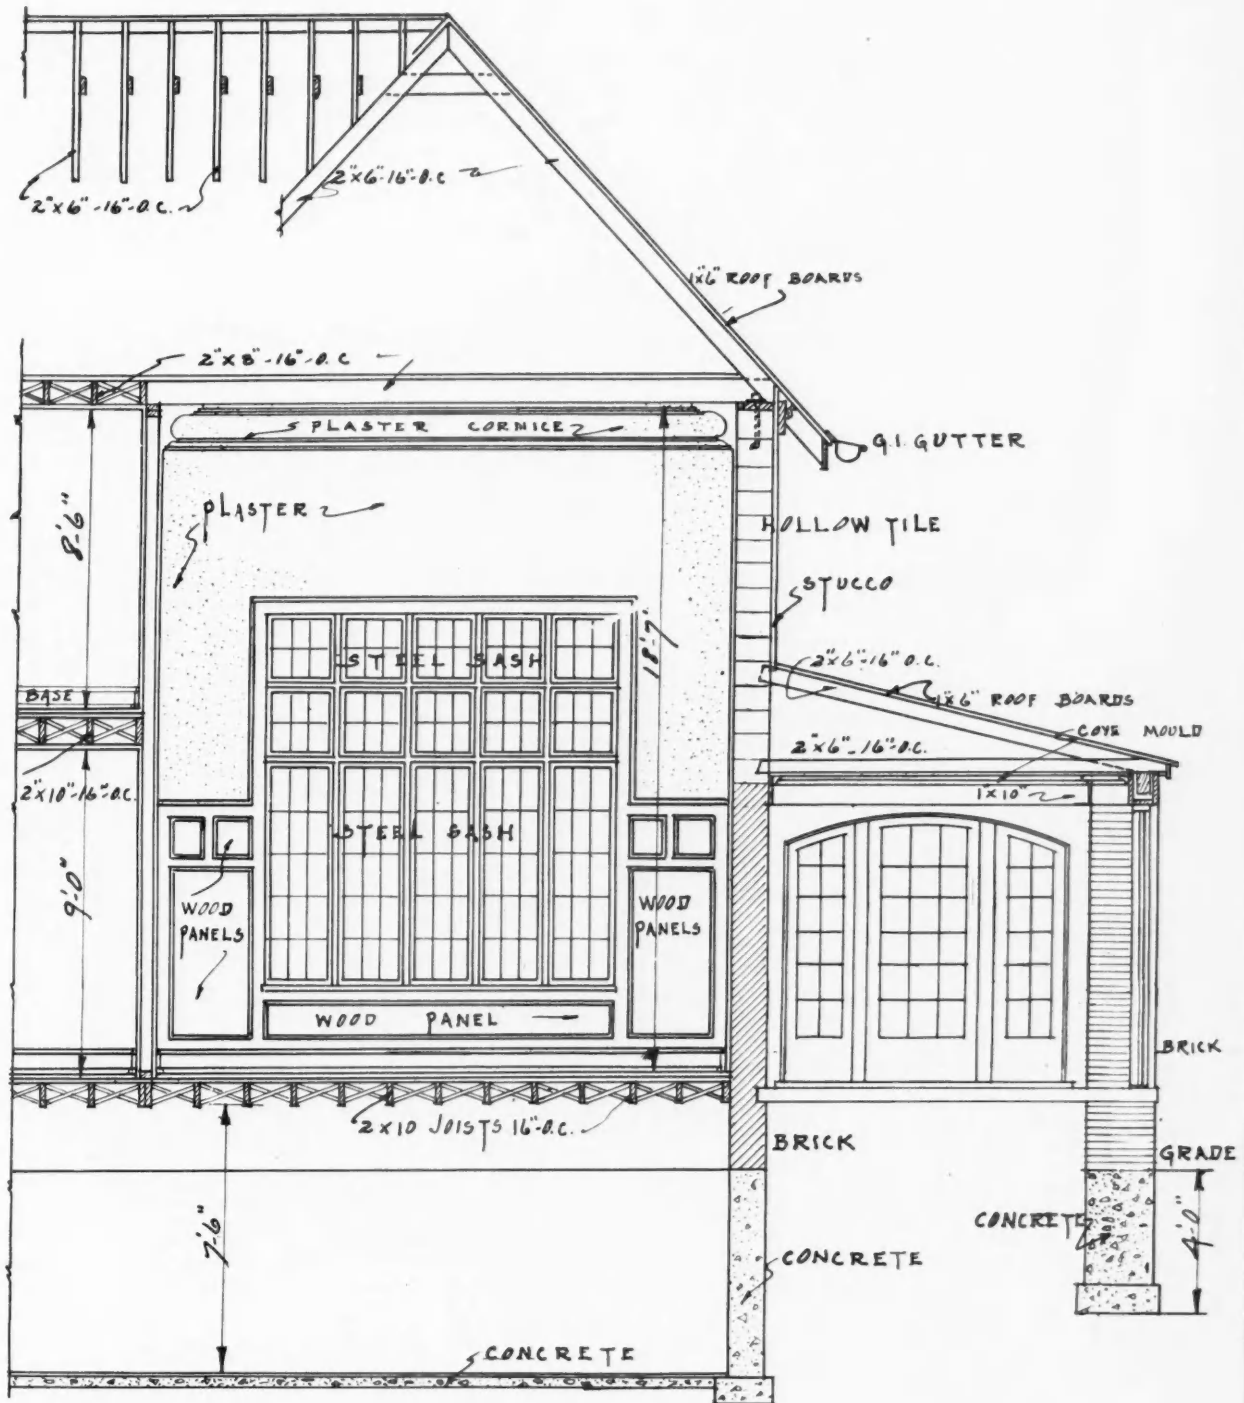 2"x6"-16"-O.C.
2"x6"-16"-O.C
1"x6" ROOF BOARDS
2"x8"-16"-O.C
PLASTER CORNICE
G.I. GUTTER
8'-6"
PLASTER
HOLLOW TILE
STUCCO
18'-7"
STEEL SASH
2"x6"-16"O.C.
BASE
1"x6" ROOF BOARDS
COVE MOULD
2"x6"-16"O.C.
2"x10"-16"-O.C.
1"x10"
STEEL SASH
9'-0"
WOOD
PANELS
WOOD
PANELS
WOOD PANEL
BRICK
2x10 JOISTS 16"-O.C.
BRICK
GRADE
7'-6"
CONCRETE
4'-0"
CONCRETE
CONCRETE